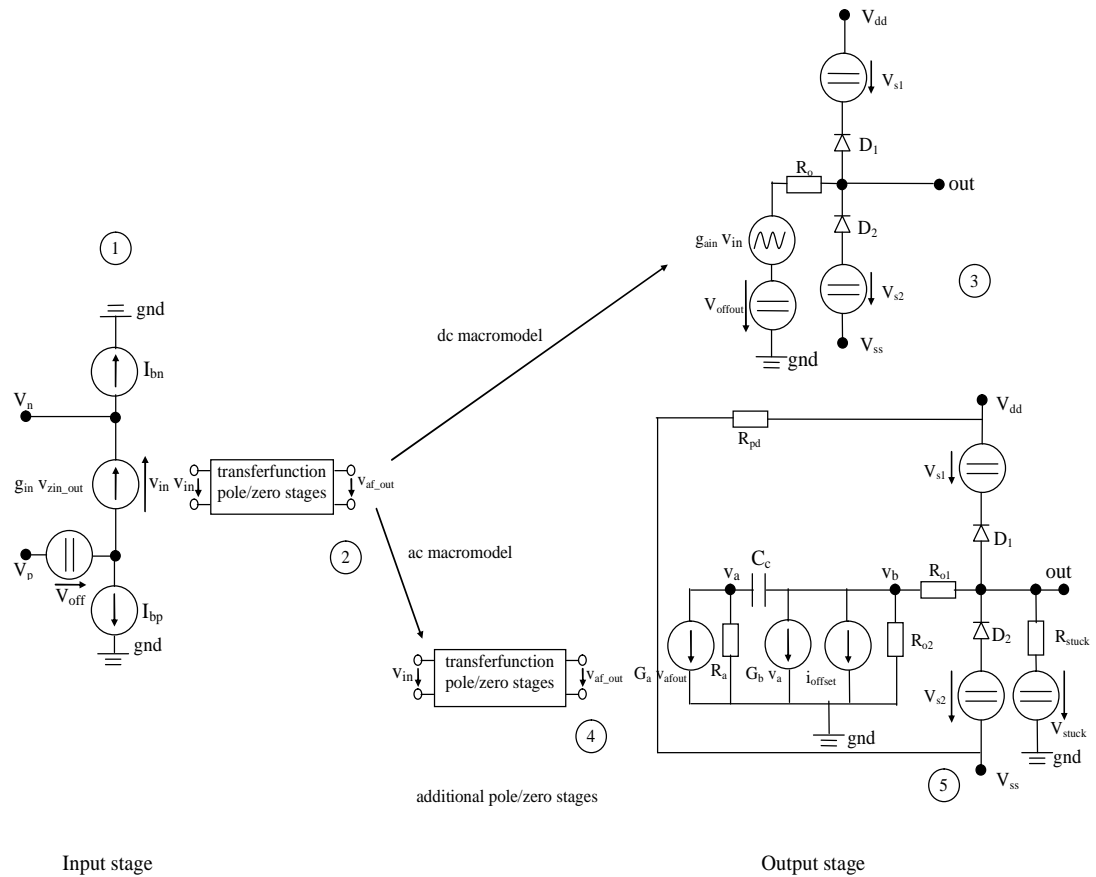 V_dd
V_s1
D_1
R_o
out
g_ain v_in
D_2
V_offout
V_s2
gnd
V_ss
3
dc macromodel
1
gnd
I_bn
V_n
g_in v_zin_out
v_in
v_in
transferfunction
pole/zero stages
v_af_out
2
V_p
V_off
I_bp
gnd
ac macromodel
v_in
transferfunction
pole/zero stages
v_af_out
4
additional pole/zero stages
V_dd
R_pd
V_s1
D_1
v_a
C_c
v_b
R_o1
out
G_a v_afout
R_a
G_b v_a
i_offset
R_o2
D_2
R_stuck
V_s2
V_stuck
gnd
gnd
5
V_ss
Input stage
Output stage